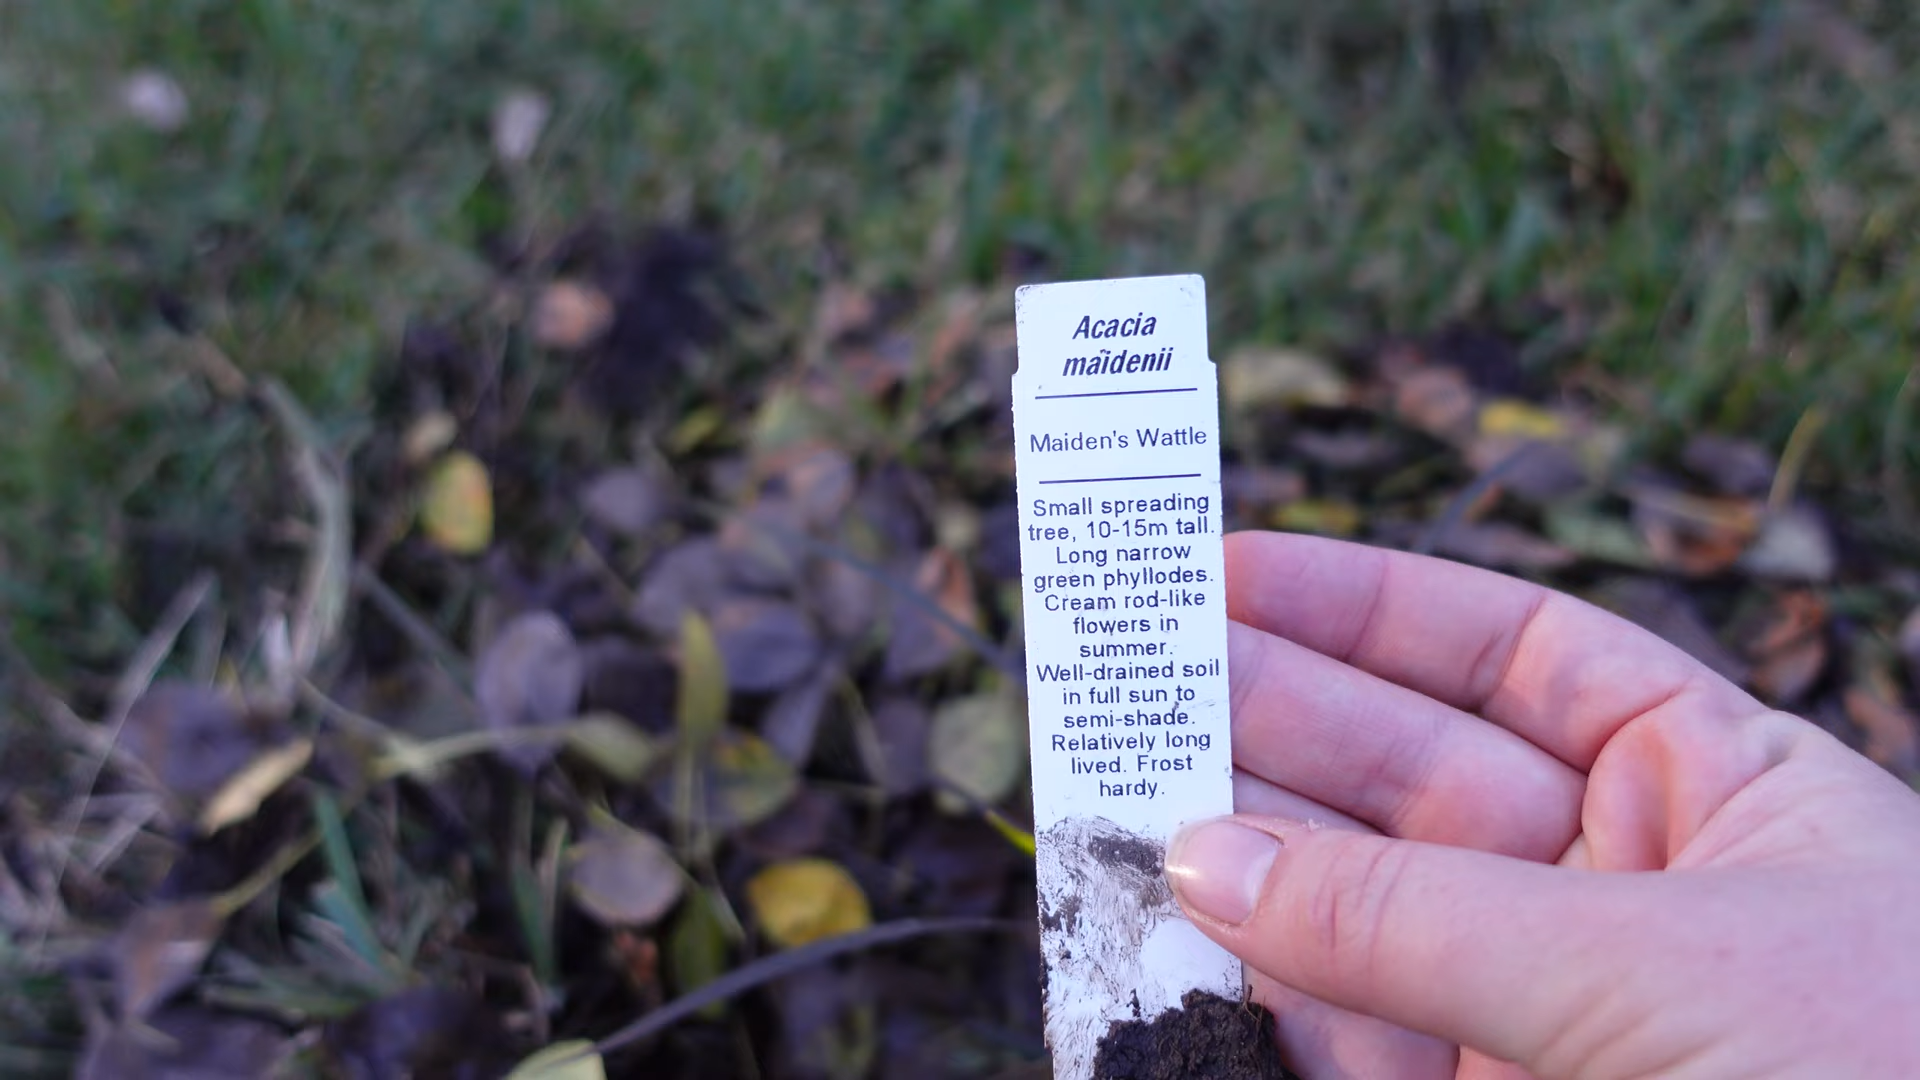 Acacia
maidenii
Maiden's Wattle
Small spreading
tree, 10-15m tall.
Long narrow
green phyllodes.
Cream rod-like
flowers in
summer.
Well-drained soil
in full sun to
semi-shade.
Relatively long
lived. Frost
hardy.